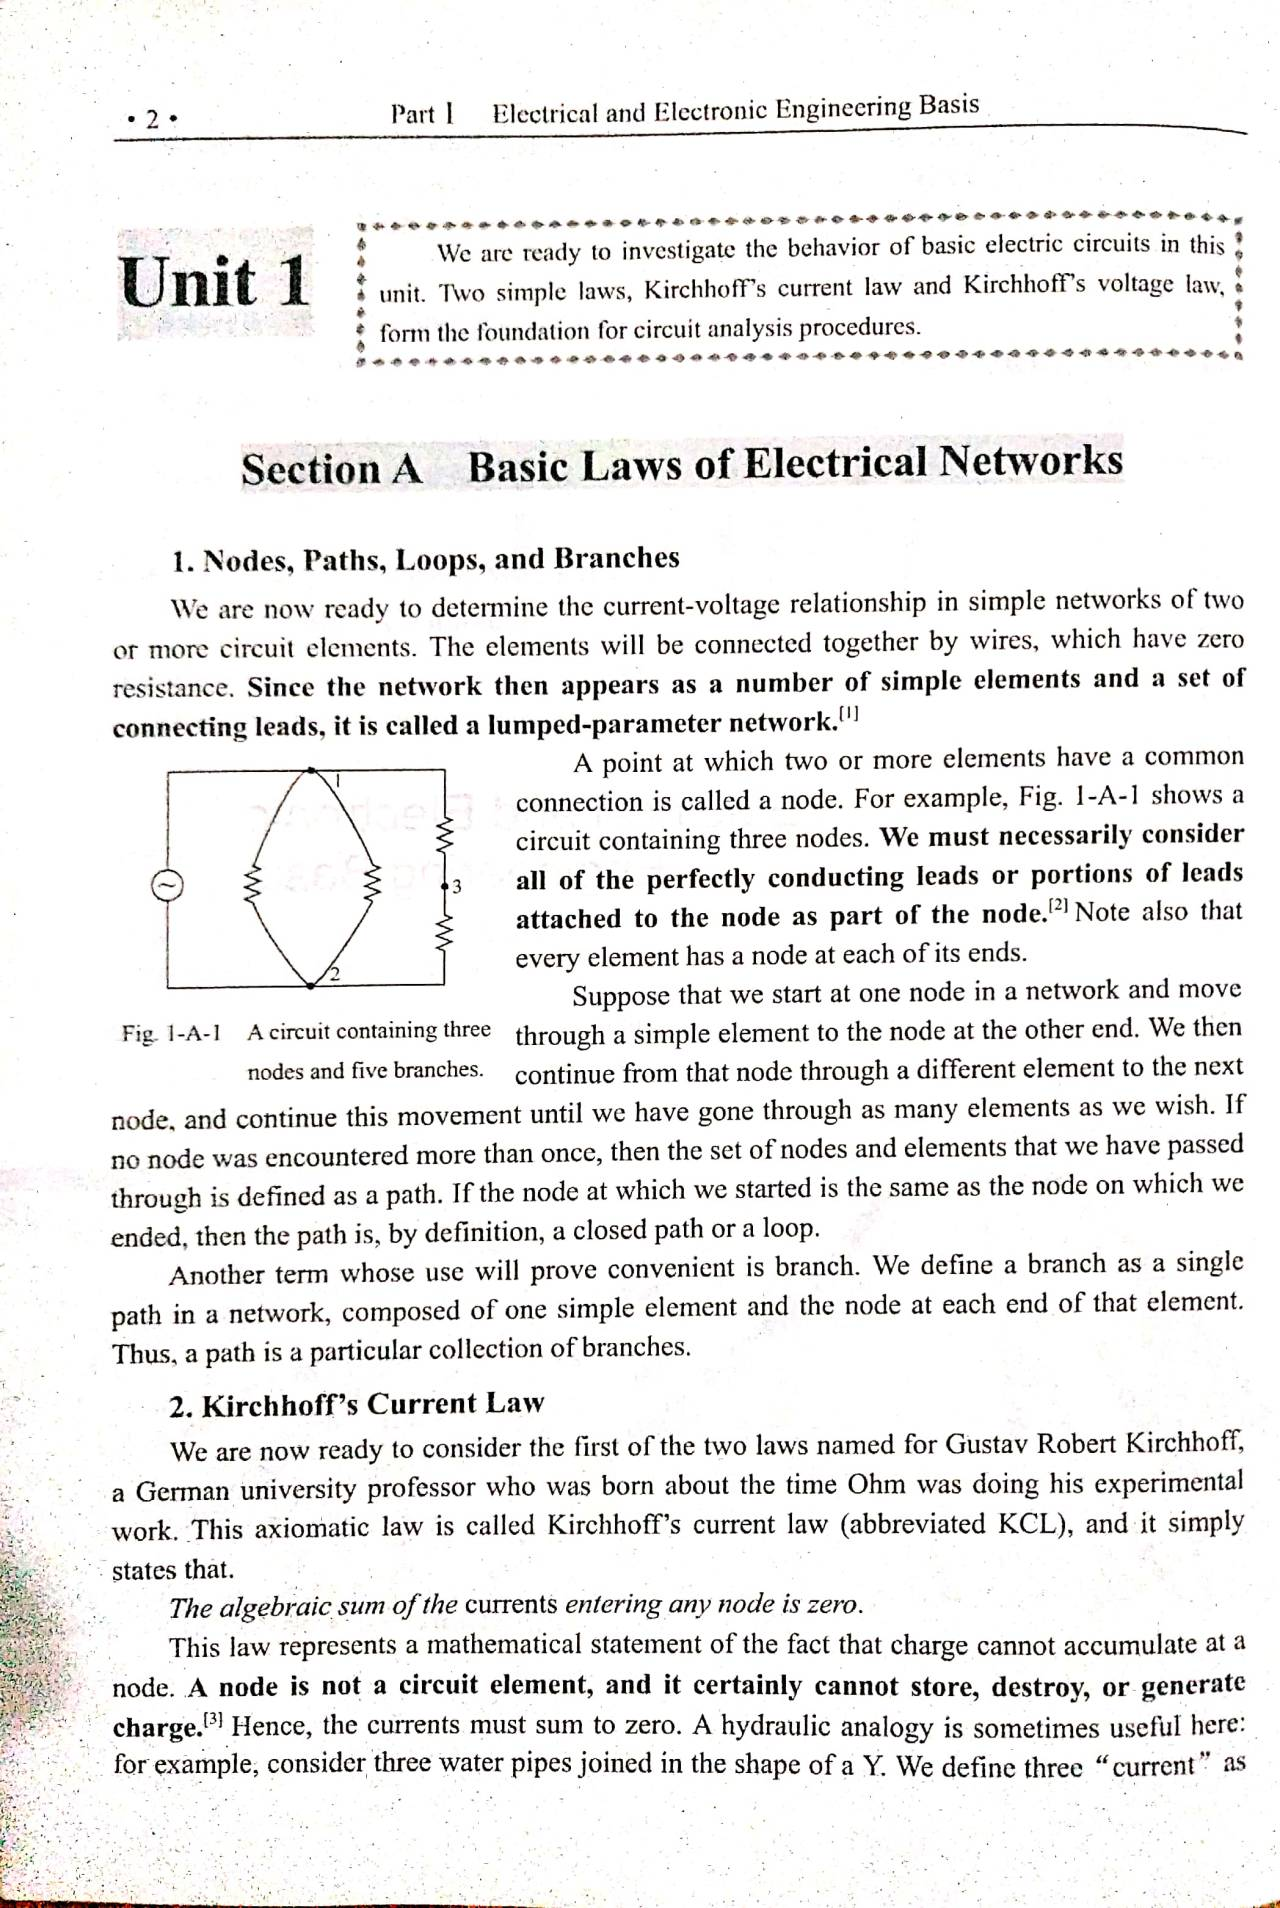 • 2 •
Part I Electrical and Electronic Engineering Basis
Unit 1
We are ready to investigate the behavior of basic electric circuits in this
unit. Two simple laws, Kirchhoff's current law and Kirchhoff's voltage law,
form the foundation for circuit analysis procedures.
Section A Basic Laws of Electrical Networks
1. Nodes, Paths, Loops, and Branches
We are now ready to determine the current-voltage relationship in simple networks of two
or more circuit elements. The elements will be connected together by wires, which have zero
resistance. Since the network then appears as a number of simple elements and a set of
connecting leads, it is called a lumped-parameter network.[1]
A point at which two or more elements have a common
connection is called a node. For example, Fig. 1-A-1 shows a
circuit containing three nodes. We must necessarily consider
all of the perfectly conducting leads or portions of leads
attached to the node as part of the node.[2] Note also that
every element has a node at each of its ends.
1
3
2
Fig. 1-A-1 A circuit containing three
nodes and five branches.
Suppose that we start at one node in a network and move
through a simple element to the node at the other end. We then
continue from that node through a different element to the next
node, and continue this movement until we have gone through as many elements as we wish. If
no node was encountered more than once, then the set of nodes and elements that we have passed
through is defined as a path. If the node at which we started is the same as the node on which we
ended, then the path is, by definition, a closed path or a loop.
Another term whose use will prove convenient is branch. We define a branch as a single
path in a network, composed of one simple element and the node at each end of that element.
Thus, a path is a particular collection of branches.
2. Kirchhoff's Current Law
We are now ready to consider the first of the two laws named for Gustav Robert Kirchhoff,
a German university professor who was born about the time Ohm was doing his experimental
work. This axiomatic law is called Kirchhoff's current law (abbreviated KCL), and it simply
states that.
The algebraic sum of the currents entering any node is zero.
This law represents a mathematical statement of the fact that charge cannot accumulate at a
node. A node is not a circuit element, and it certainly cannot store, destroy, or generate
charge.[3] Hence, the currents must sum to zero. A hydraulic analogy is sometimes useful here:
for example, consider three water pipes joined in the shape of a Y. We define three “current” as